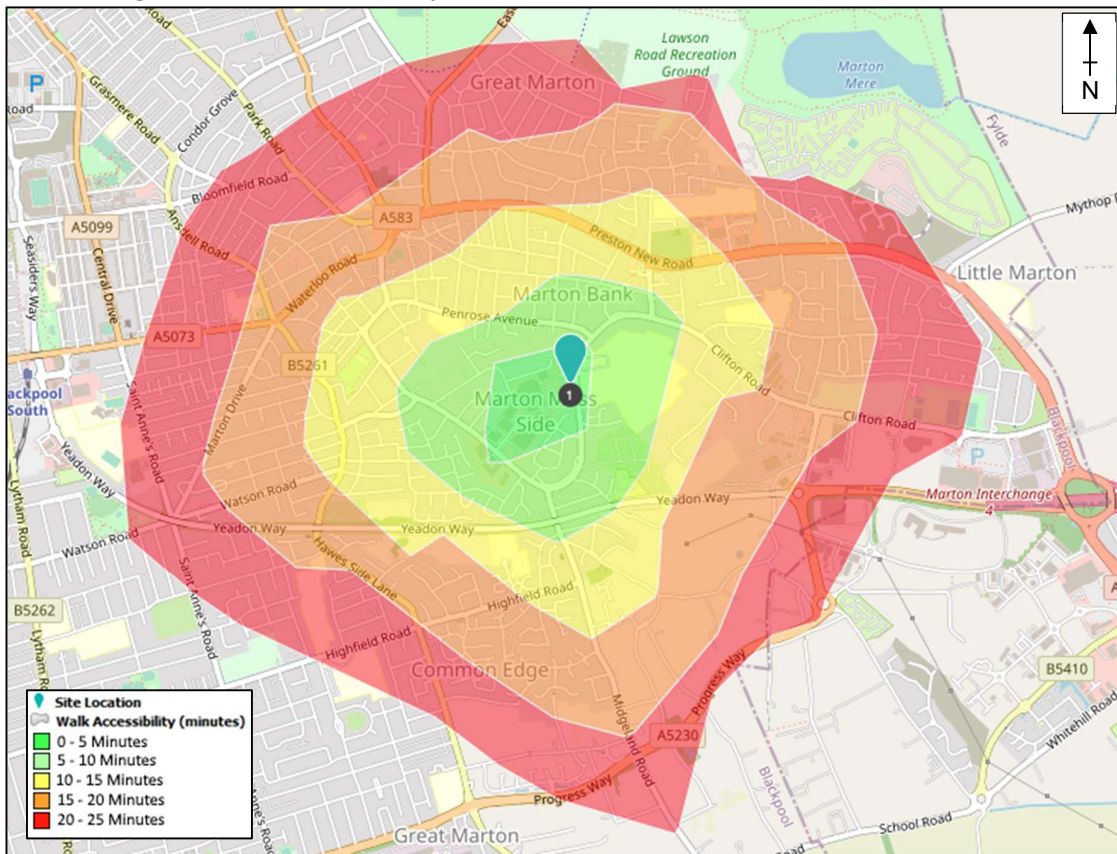 Lawson
Road Recreation
Ground
Marton
Mere
N
P
Road
Grasmere Road
Condor Grove
Park Road
Great Marton
Fylde
Bloomfield Road
A583
Mythop
A5099
Ansdell Road
Seasiders Way
Central Drive
Waterloo Road
Preston New Road
Little Marton
Marton Bank
Penrose Avenue
A5073
B5261
Clifton Road
ackpool
South
Saint Anne's Road
Marton Drive
1
Marton Moss
Side
Clifton Road
Blackpool
P
Yeadon Way
Lytham Road
Watson Road
Yeadon Way
Marton Interchange
4
Yeadon Way
Yeadon Way
Watson Road
Hawes Side Lane
Saint Anne's Road
B5262
Highfield Road
Highfield Road
Common Edge
Progress Way
B5410
Midgeland Road
A5230
Whitehill Road
Site Location
Walk Accessibility (minutes)
0 - 5 Minutes
5 - 10 Minutes
10 - 15 Minutes
15 - 20 Minutes
20 - 25 Minutes
Progress Way
Blackpool
Great Marton
School Road
Road